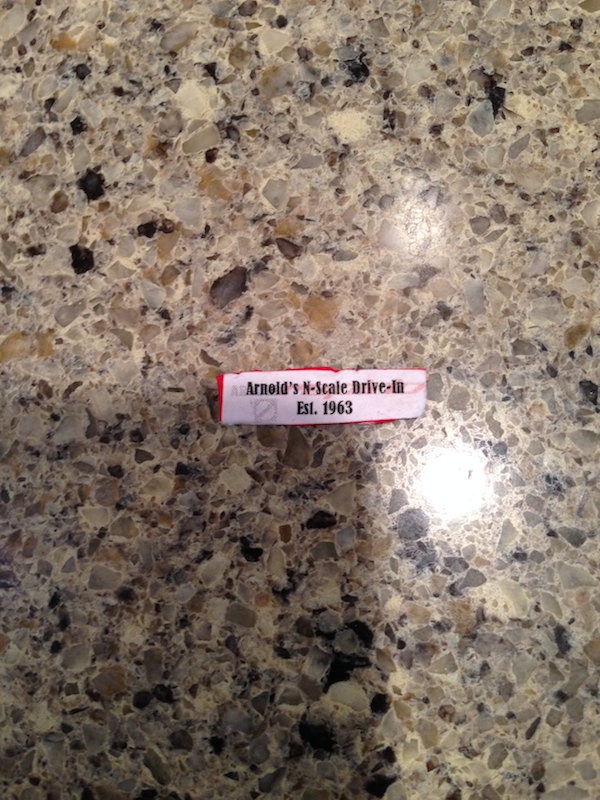 Arnold's N-Scale Drive-In
Est. 1963